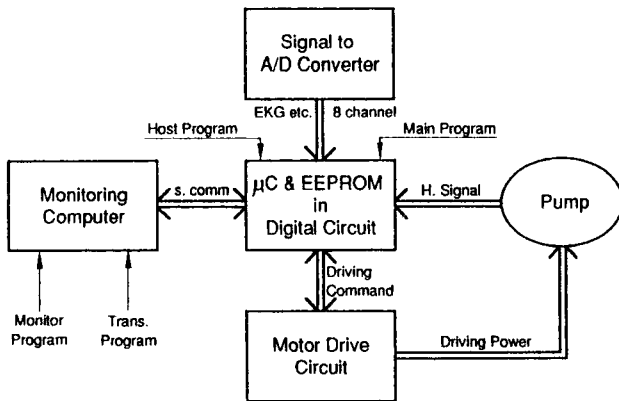 Signal to
A/D Converter
EKG etc. 8 channel
Host Program
Main Program
Monitoring
Computer
s. comm
µC & EEPROM
in
Digital Circuit
H. Signal
Pump
Driving
Command
Monitor
Program
Trans.
Program
Motor Drive
Circuit
Driving Power